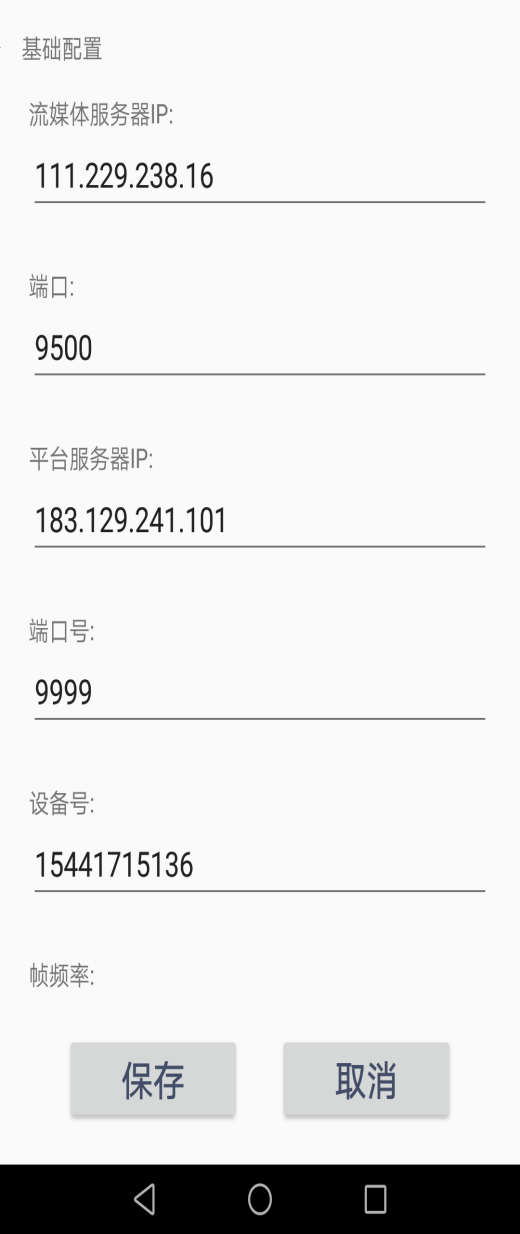 基础配置
流媒体服务器IP:
111.229.238.16
端口:
9500
平台服务器IP:
183.129.241.101
端口号:
9999
设备号:
15441715136
帧频率:
保存
取消